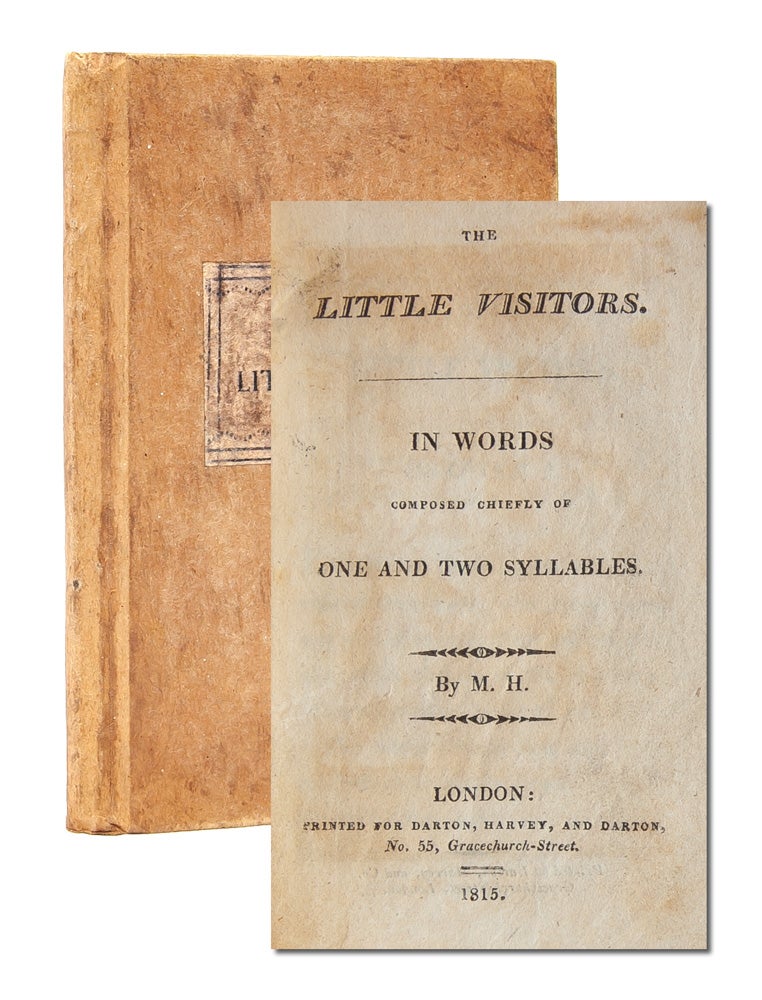 LIT
THE
LITTLE VISITORS.
IN WORDS
COMPOSED CHIEFLY OF
ONE AND TWO SYLLABLES.
By M. H.
LONDON:
PRINTED FOR DARTON, HARVEY, AND DARTON,
No. 55, Gracechurch-Street.
1815.